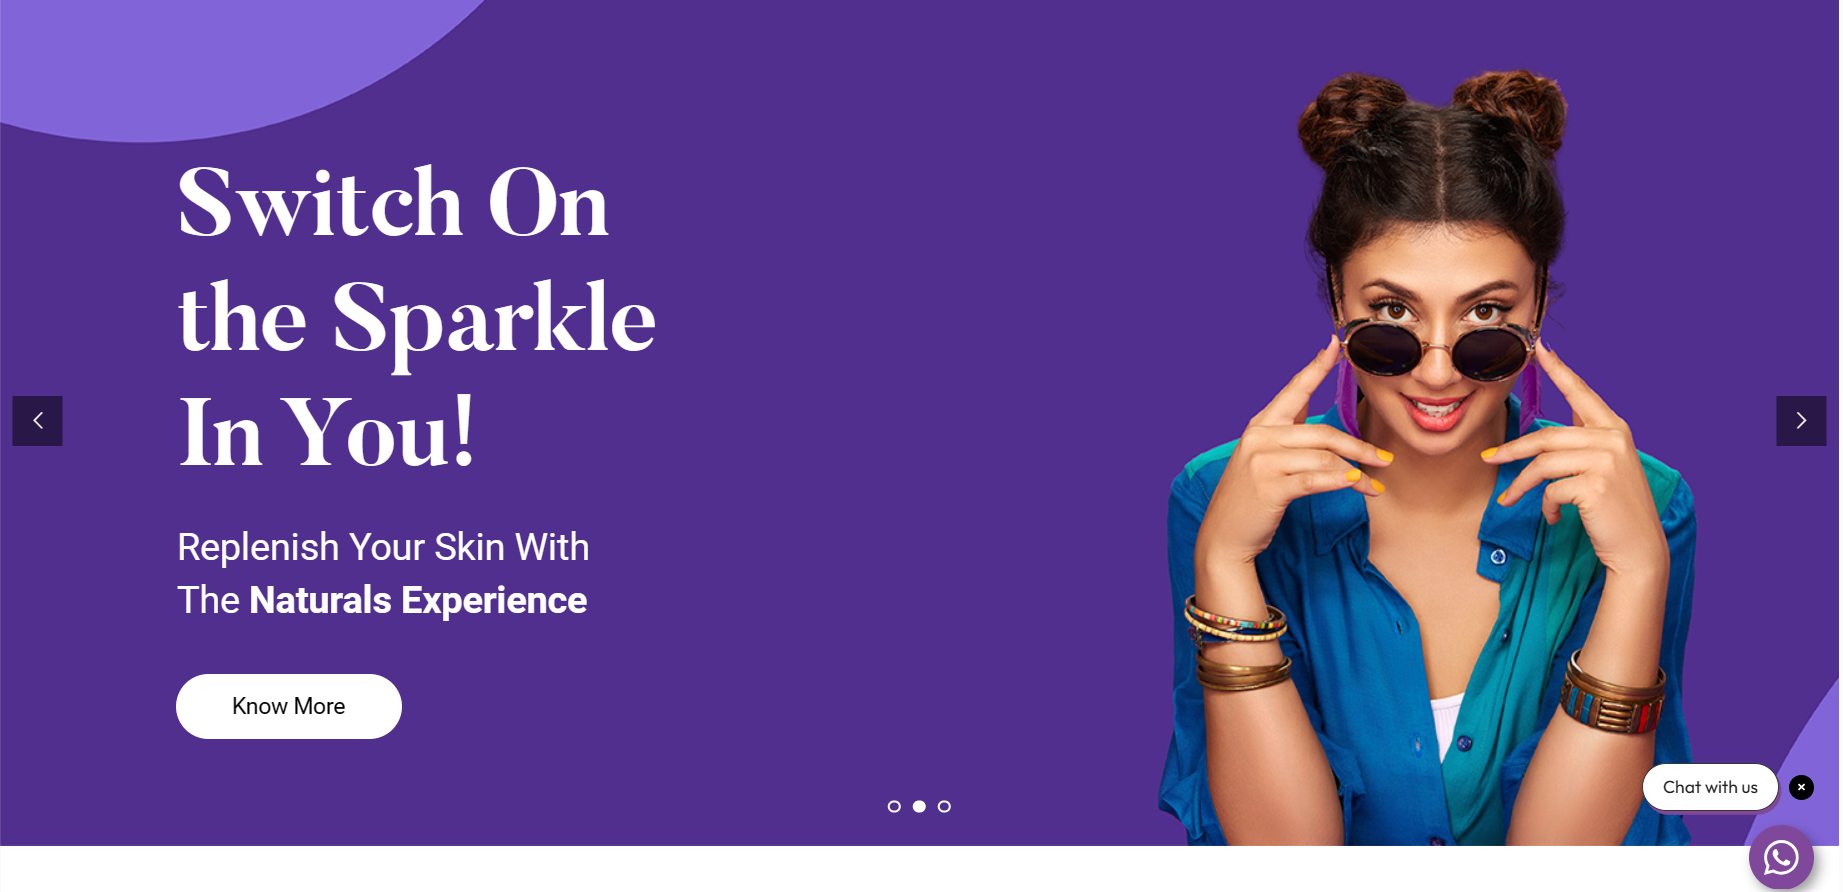 Switch On
the Sparkle
In You!
Replenish Your Skin With
The Naturals Experience
Know More
Chat with us